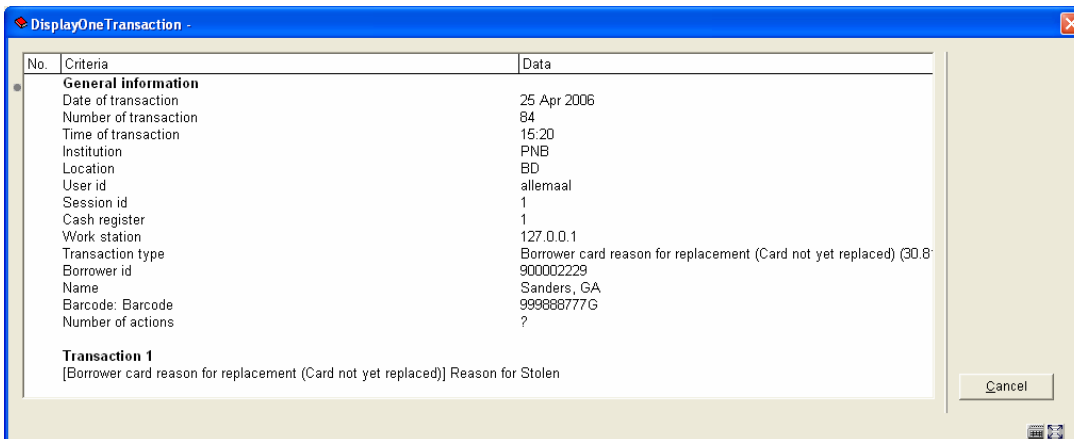 DisplayOneTransaction -
No. Criteria Data
General information
Date of transaction 25 Apr 2006
Number of transaction 84
Time of transaction 15:20
Institution PNB
Location BD
User id allemaal
Session id 1
Cash register 1
Work station 127.0.0.1
Transaction type Borrower card reason for replacement (Card not yet replaced) (30.8
Borrower id 900002229
Name Sanders, GA
Barcode: Barcode 999888777G
Number of actions ?
Transaction 1
[Borrower card reason for replacement (Card not yet replaced)] Reason for Stolen
Cancel